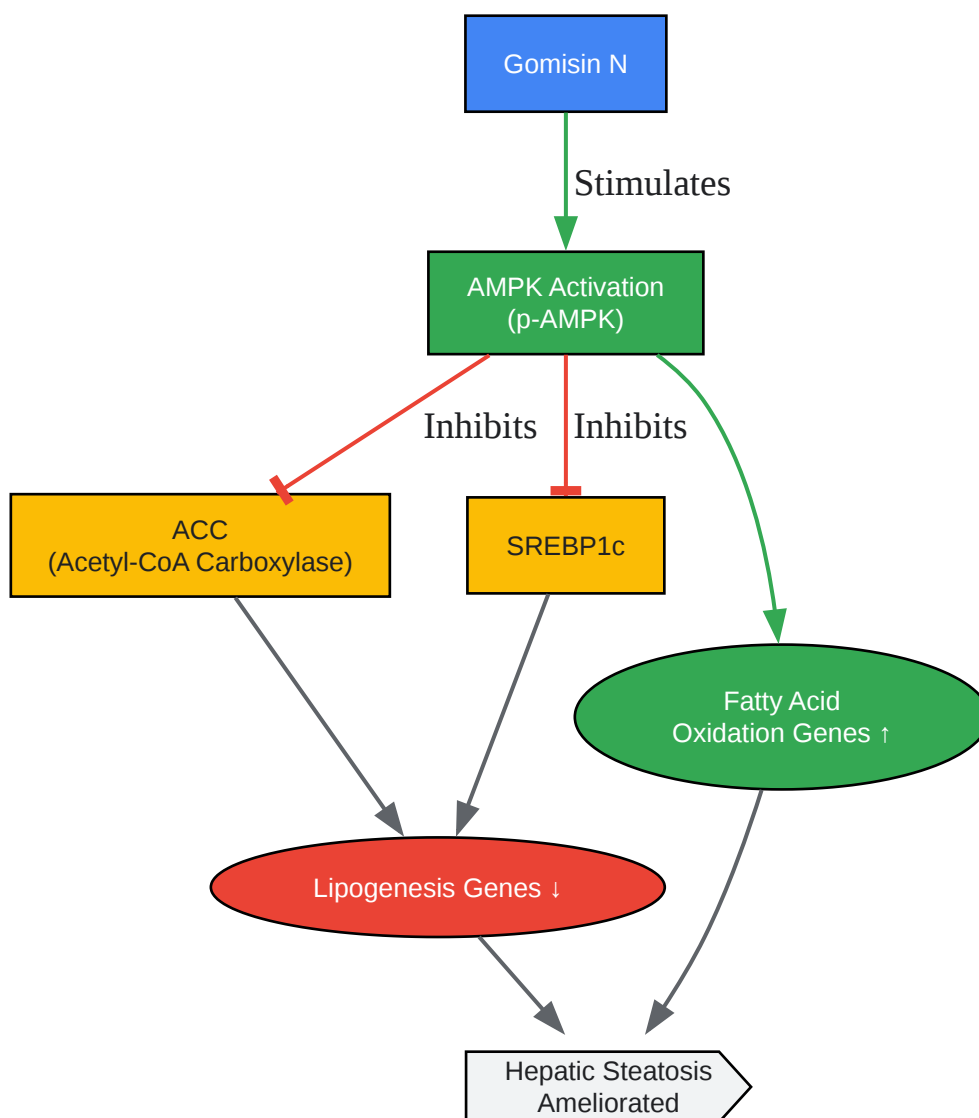 Gomisin N
Stimulates
AMPK Activation
(p-AMPK)
Inhibits
Inhibits
ACC
(Acetyl-CoA Carboxylase)
SREBP1c
Fatty Acid
Oxidation Genes ↑
Lipogenesis Genes ↓
Hepatic Steatosis
Ameliorated